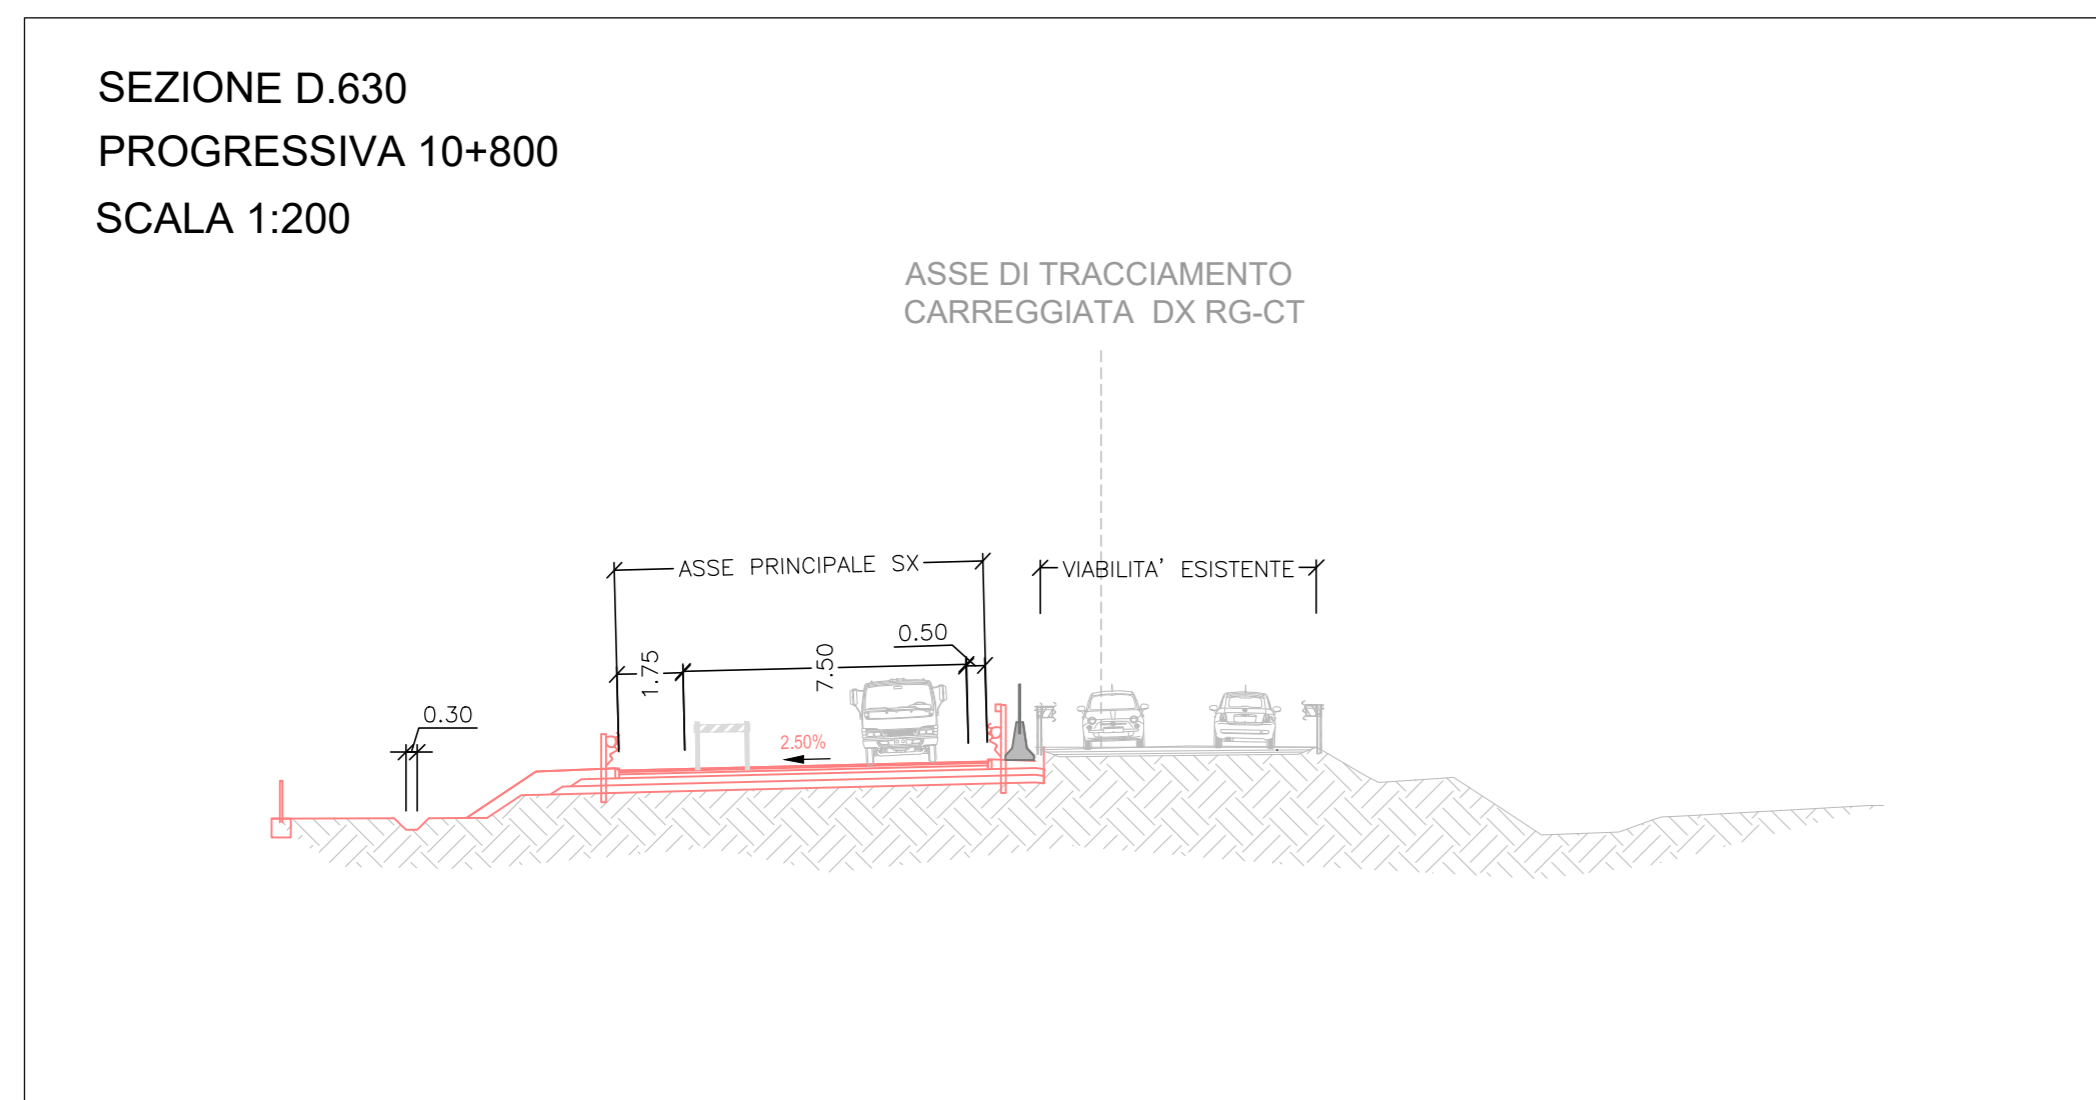 SEZIONE D.630
PROGRESSIVA 10+800
SCALA 1:200
ASSE DI TRACCIAMENTO
CARREGGIATA DX RG-CT
ASSE PRINCIPALE SX
VIABILITA' ESISTENTE
0.50
1.75
7.50
0.30
2.50%